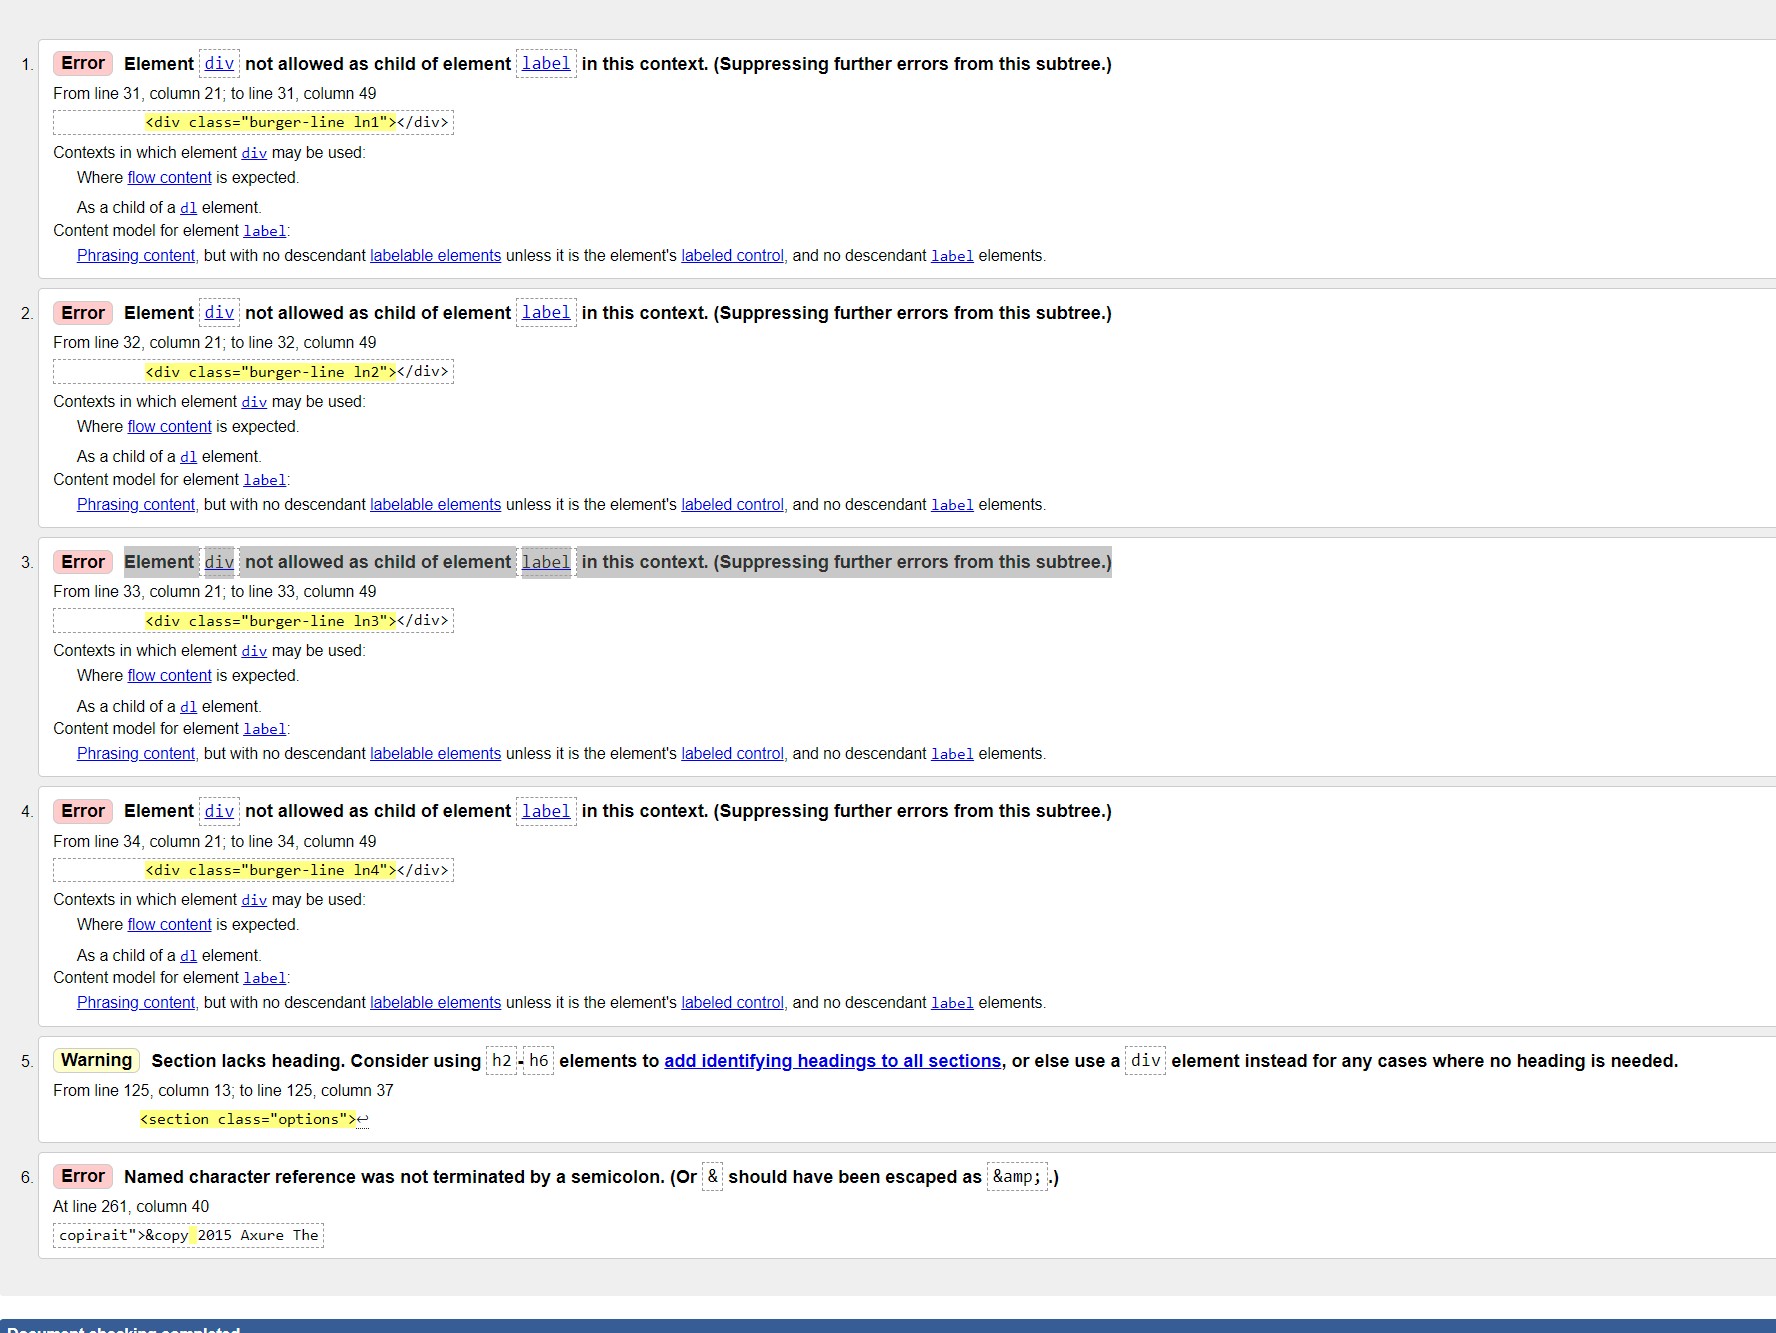 1. Error Element div not allowed as child of element label in this context. (Suppressing further errors from this subtree.)
From line 31, column 21; to line 31, column 49
<div class="burger-line ln1"></div>
Contexts in which element div may be used:
Where flow content is expected.
As a child of a dl element.
Content model for element label:
Phrasing content, but with no descendant labelable elements unless it is the element's labeled control, and no descendant label elements.
2. Error Element div not allowed as child of element label in this context. (Suppressing further errors from this subtree.)
From line 32, column 21; to line 32, column 49
<div class="burger-line ln2"></div>
Contexts in which element div may be used:
Where flow content is expected.
As a child of a dl element.
Content model for element label:
Phrasing content, but with no descendant labelable elements unless it is the element's labeled control, and no descendant label elements.
3. Error Element div not allowed as child of element label in this context. (Suppressing further errors from this subtree.)
From line 33, column 21; to line 33, column 49
<div class="burger-line ln3"></div>
Contexts in which element div may be used:
Where flow content is expected.
As a child of a dl element.
Content model for element label:
Phrasing content, but with no descendant labelable elements unless it is the element's labeled control, and no descendant label elements.
4. Error Element div not allowed as child of element label in this context. (Suppressing further errors from this subtree.)
From line 34, column 21; to line 34, column 49
<div class="burger-line ln4"></div>
Contexts in which element div may be used:
Where flow content is expected.
As a child of a dl element.
Content model for element label:
Phrasing content, but with no descendant labelable elements unless it is the element's labeled control, and no descendant label elements.
5. Warning Section lacks heading. Consider using h2-h6 elements to add identifying headings to all sections, or else use a div element instead for any cases where no heading is needed.
From line 125, column 13; to line 125, column 37
<section class="options">↩
6. Error Named character reference was not terminated by a semicolon. (Or & should have been escaped as &amp;.)
At line 261, column 40
copirait">&copy 2015 Axure The
Document checking completed